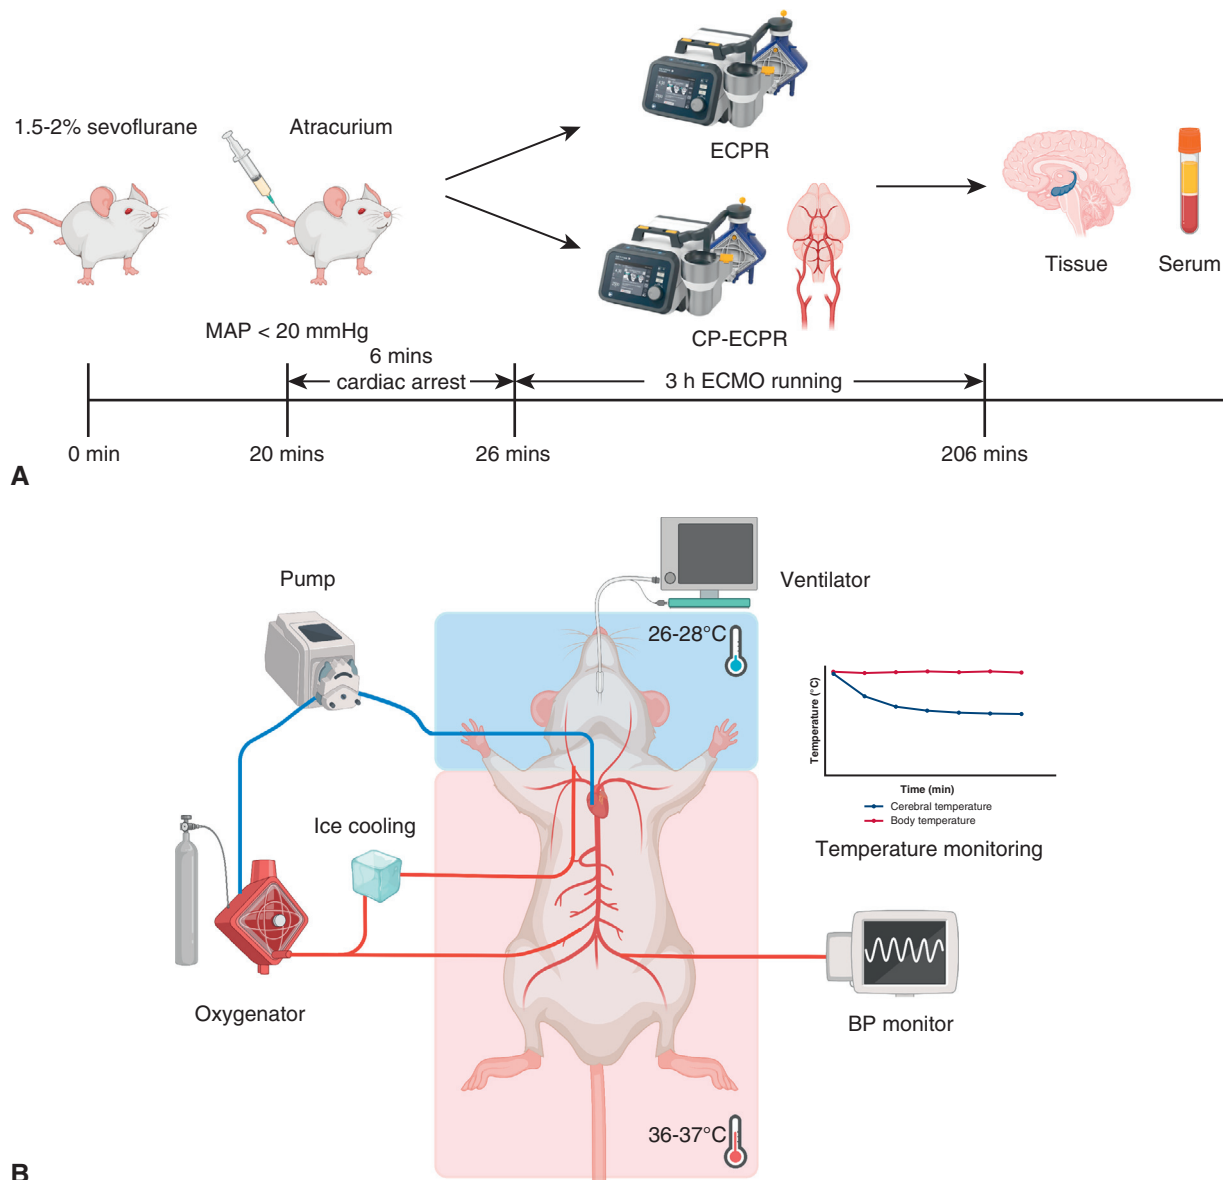 1.5-2% sevoflurane
Atracurium
MAP < 20 mmHg
ECPR
CP-ECPR
Tissue
Serum
6 mins
cardiac arrest
3 h ECMO running
0 min
20 mins
26 mins
206 mins
A
Pump
Ventilator
26-28°C
Ice cooling
Oxygenator
Temperature (°C)
Time (min)
Cerebral temperature
Body temperature
Temperature monitoring
BP monitor
36-37°C
B